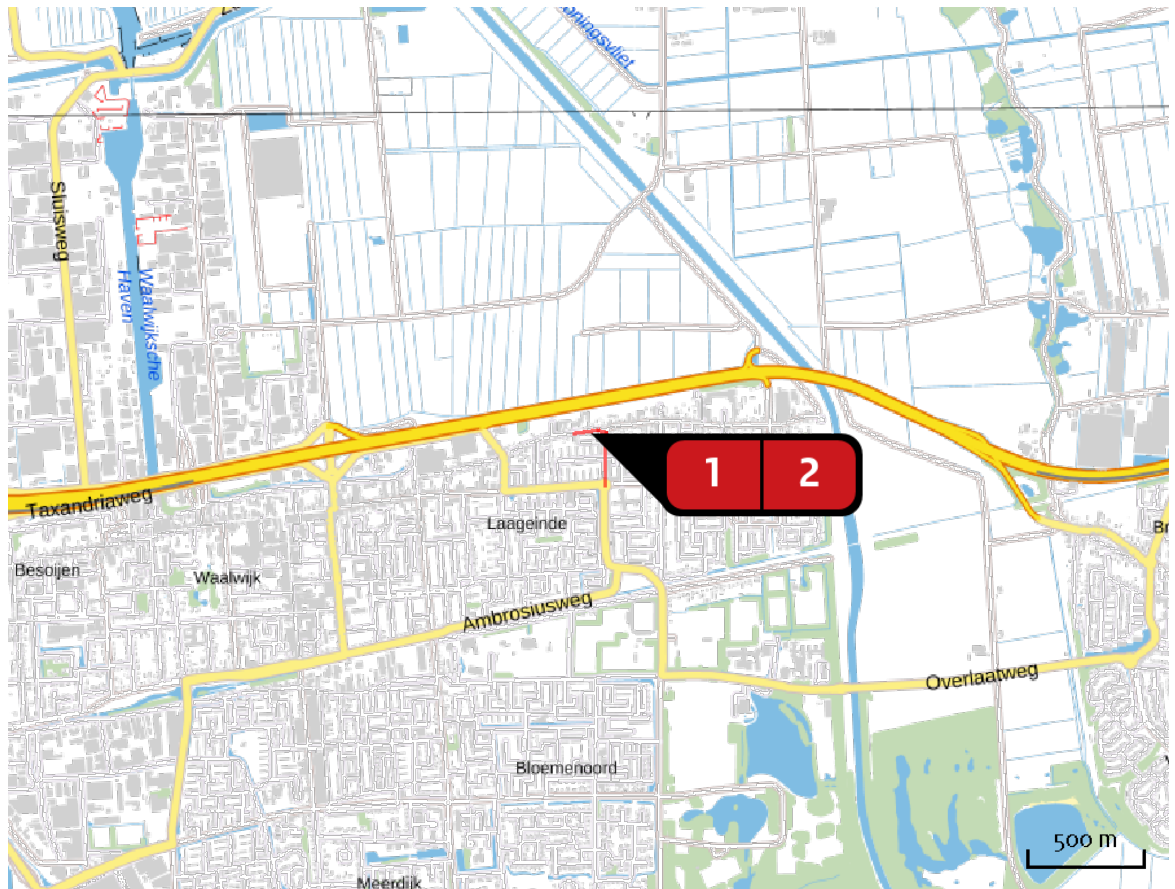 Sluisweg
Waalwijksche
Haven
1
2
Taxandriaweg
Laageinde
Besoijen
Waalwijk
Ambrosiusweg
Overlaatweg
Bloemenoord
500 m
Meerdijk